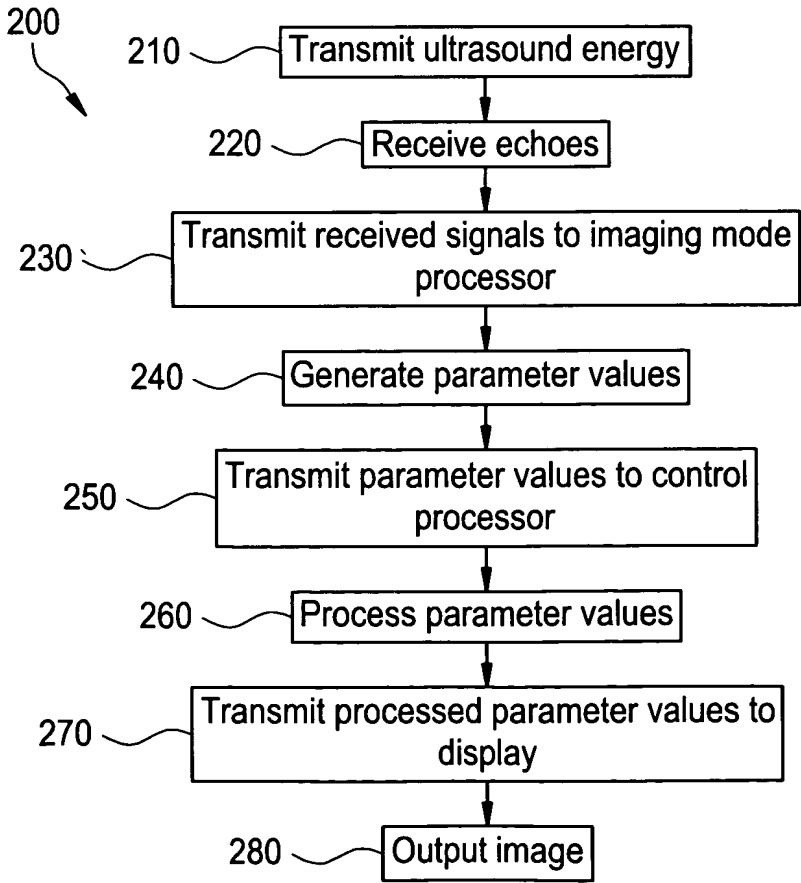 200
210 Transmit ultrasound energy
220 Receive echoes
230 Transmit received signals to imaging mode
processor
240 Generate parameter values
250 Transmit parameter values to control
processor
260 Process parameter values
270 Transmit processed parameter values to
display
280 Output image